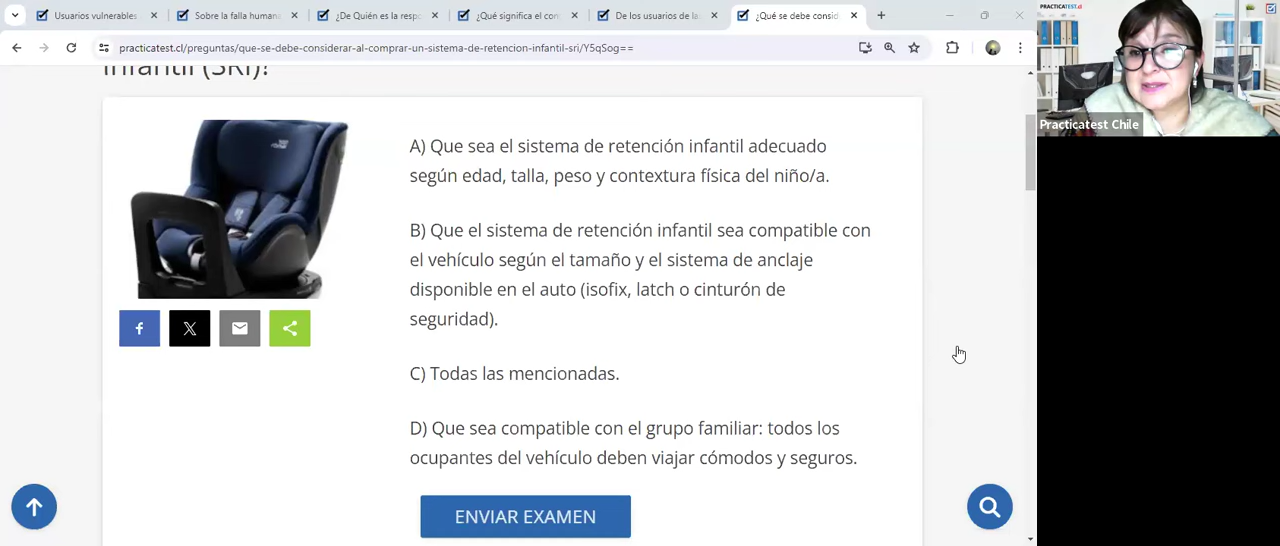 Usuarios vulnerables
Sobre la falla humana
¿De Quién es la respo
¿Qué significa el con
De los usuarios de la
¿Qué se debe consid
practicatest.cl/preguntas/que-se-debe-considerar-al-comprar-un-sistema-de-retencion-infantil-sri/Y5qSog==
PRACTICATEST.cl
Practicatest Chile
Infantil (SRI)?
A) Que sea el sistema de retención infantil adecuado
según edad, talla, peso y contextura física del niño/a.
B) Que el sistema de retención infantil sea compatible con
el vehículo según el tamaño y el sistema de anclaje
disponible en el auto (isofix, latch o cinturón de
seguridad).
C) Todas las mencionadas.
D) Que sea compatible con el grupo familiar: todos los
ocupantes del vehículo deben viajar cómodos y seguros.
ENVIAR EXAMEN